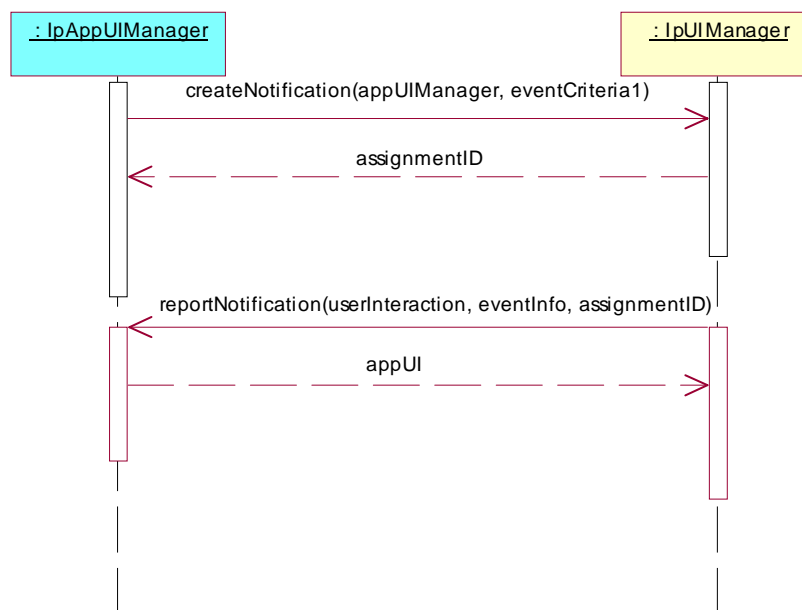 : IpAppUIManager
: IpUIManager
createNotification(appUIManager, eventCriteria1)
assignmentID
reportNotification(userInteraction, eventInfo, assignmentID)
appUI